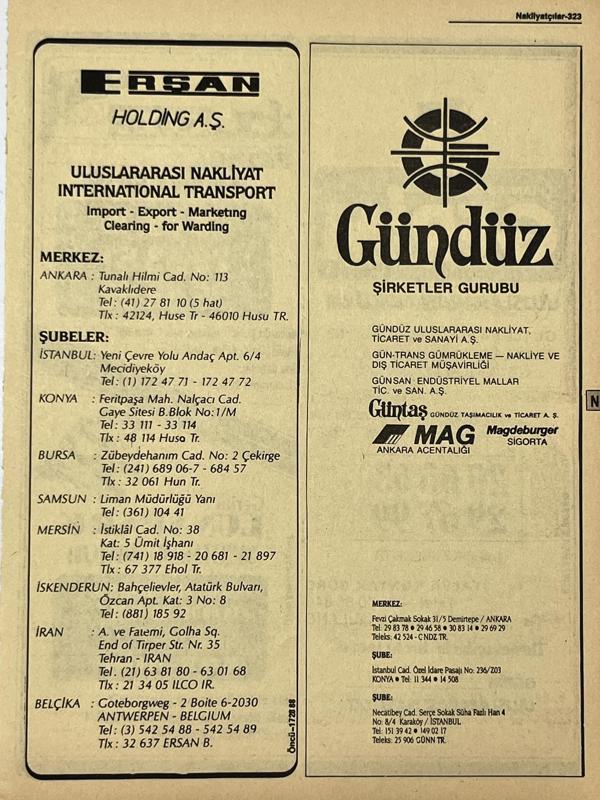 Nakliyatçılar-323
ERSAN
HOLDİNG A.Ş.
ULUSLARARASI NAKLİYAT
INTERNATIONAL TRANSPORT
Import - Export - Marketıng
Clearing - for Warding
MERKEZ:
ANKARA : Tunalı Hilmi Cad. No: 113
Kavaklıdere
Tel: (41) 27 81 10 (5 hat)
Tlx : 42124, Huse Tr - 46010 Husu TR.
ŞUBELER:
İSTANBUL: Yeni Çevre Yolu Andaç Apt. 6/4
Mecidiyeköy
Tel: (1) 172 47 71 - 172 47 72
KONYA : Feritpaşa Mah. Nalçacı Cad.
Gaye Sitesi B.Blok No:1/M
Tel: 33 111 - 33 114
Tlx : 48 114 Huso Tr.
BURSA : Zübeydehanım Cad. No: 2 Çekirge
Tel: (241) 689 06-7 - 684 57
Tlx : 32 061 Hun Tr.
SAMSUN : Liman Müdürlüğü Yanı
Tel: (361) 104 41
MERSİN : İstiklâl Cad. No: 38
Kat: 5 Ümit İşhanı
Tel: (741) 18 918 - 20 681 - 21 897
Tlx : 67 377 Ehol Tr.
İSKENDERUN: Bahçelievler, Atatürk Bulvarı,
Özcan Apt. Kat: 3 No: 8
Tel: (881) 185 92
İRAN : A. ve Fatemi, Golha Sq.
End of Tirper Str. Nr. 35
Tehran - IRAN
Tel. (21) 63 81 80 - 63 01 68
Tlx : 21 34 05 ILCO IR.
BELÇİKA : Goteborgweg - 2 Boite 6-2030
ANTWERPEN - BELGIUM
Tel: (3) 542 54 88 - 542 54 89
Tlx : 32 637 ERSAN B.
Gündüz
ŞİRKETLER GURUBU
GÜNDÜZ ULUSLARARASI NAKLİYAT,
TİCARET ve SANAYİ A.Ş.
GÜN-TRANS GÜMRÜKLEME — NAKLİYE VE
DIŞ TİCARET MÜŞAVİRLİĞİ
GÜNSAN ENDÜSTRİYEL MALLAR
TİC. ve SAN. A.Ş.
Güntaş GÜNDÜZ TAŞIMACILIK ve TİCARET A. Ş.
MAG Magdeburger
SİGORTA
ANKARA ACENTALIĞI
MERKEZ:
Fevzi Çakmak Sokak 31/5 Demirtepe / ANKARA
Tel: 29 83 78 • 29 46 58 • 30 83 14 • 29 69 29
Teleks: 42 524 - CNDZ TR.
ŞUBE:
İstanbul Cad. Özel İdare Pasajı No: 236/Z03
KONYA • Tel: 11 344 • 14 508
ŞUBE:
Necatibey Cad. Serçe Sokak Süha Fazlı Han 4
No: 8/4 Karaköy / İSTANBUL
Tel: 151 39 42 • 149 02 17
Teleks: 25 906 GÜNN TR.
N